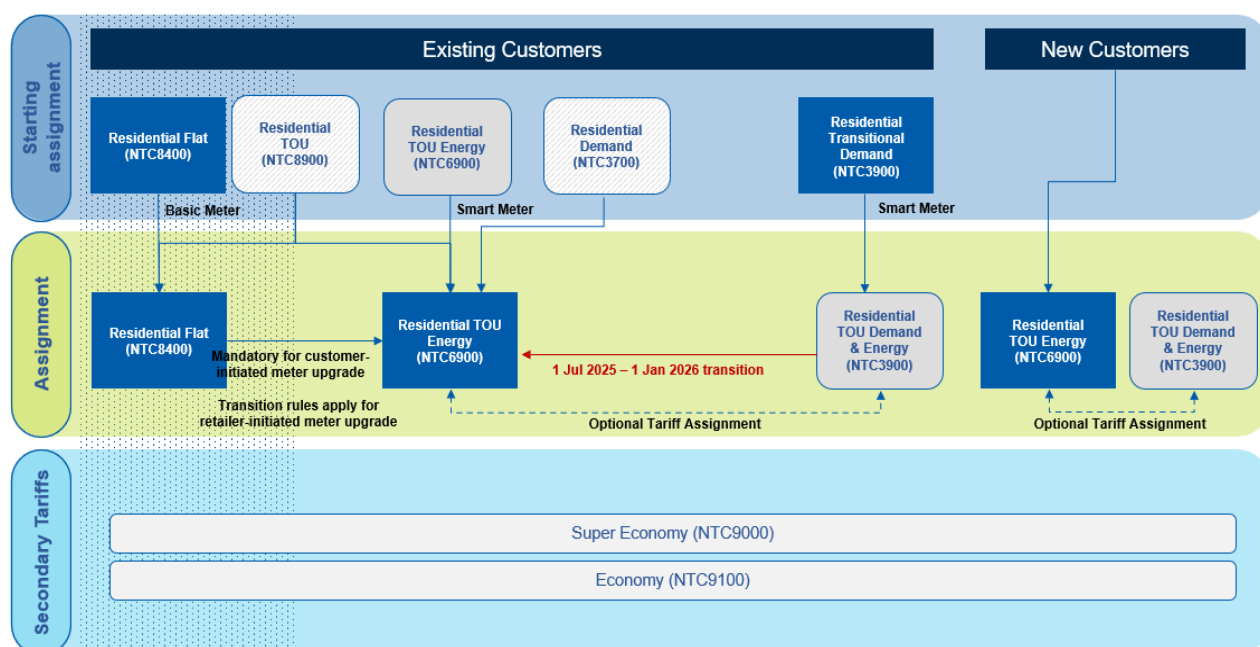 Starting
assignment
Existing Customers
New Customers
Residential Flat
(NTC8400)
Residential
TOU
(NTC8900)
Residential
TOU Energy
(NTC6900)
Residential
Demand
(NTC3700)
Residential
Transitional
Demand
(NTC3900)
Basic Meter
Smart Meter
Smart Meter
Assignment
Residential Flat
(NTC8400)
Mandatory for customer-
initiated meter upgrade
Transition rules apply for
retailer-initiated meter upgrade
Residential TOU
Energy
(NTC6900)
1 Jul 2025 – 1 Jan 2026 transition
Optional Tariff Assignment
Residential
TOU Demand
& Energy
(NTC3900)
Residential
TOU Energy
(NTC6900)
Residential
TOU Demand
& Energy
(NTC3900)
Optional Tariff Assignment
Secondary Tariffs
Super Economy (NTC9000)
Economy (NTC9100)